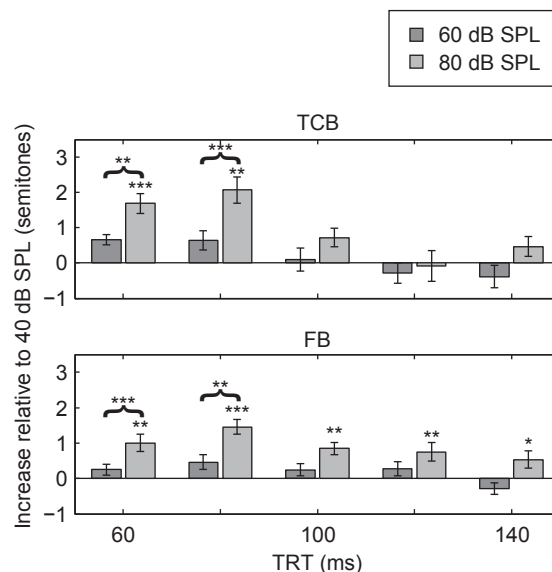 60 dB SPL
80 dB SPL
TCB
Increase relative to 40 dB SPL (semitones)
3
2
1
0
−1
** *** *** **
FB
3
2
1
0
−1
*** ** ** *** ** ** *
60 100 140
TRT (ms)